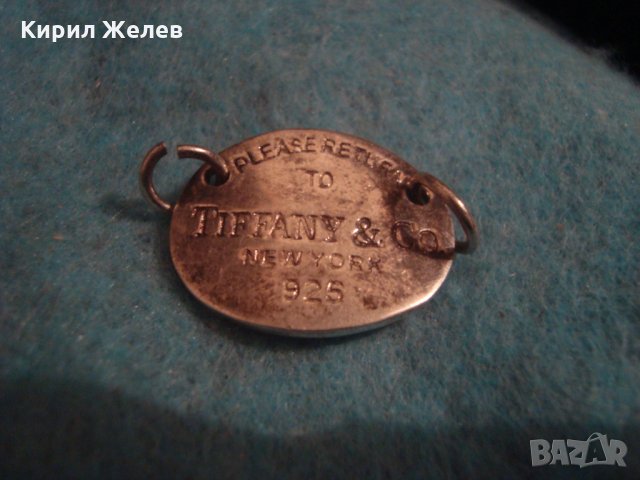 Кирил Желев
PLEASE RETURN
TO
TIFFANY & Co
NEW YORK
925
BAZAR